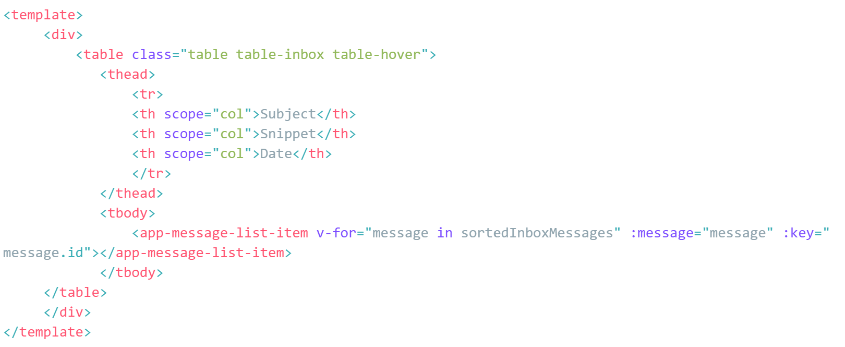 <template>
<div>
<table class="table table-inbox table-hover">
<thead>
<tr>
<th scope="col">Subject</th>
<th scope="col">Snippet</th>
<th scope="col">Date</th>
</tr>
</thead>
<tbody>
<app-message-list-item v-for="message in sortedInboxMessages" :message="message" :key="
message.id"></app-message-list-item>
</tbody>
</table>
</div>
</template>